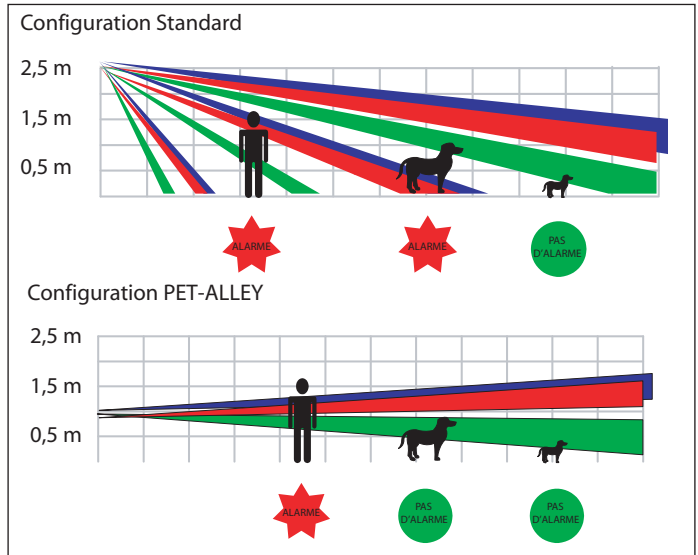 Configuration Standard
2,5 m
1,5 m
0,5 m
ALARME
ALARME
PAS
D'ALARME
Configuration PET-ALLEY
2,5 m
1,5 m
0,5 m
ALARME
PAS
D'ALARME
PAS
D'ALARME